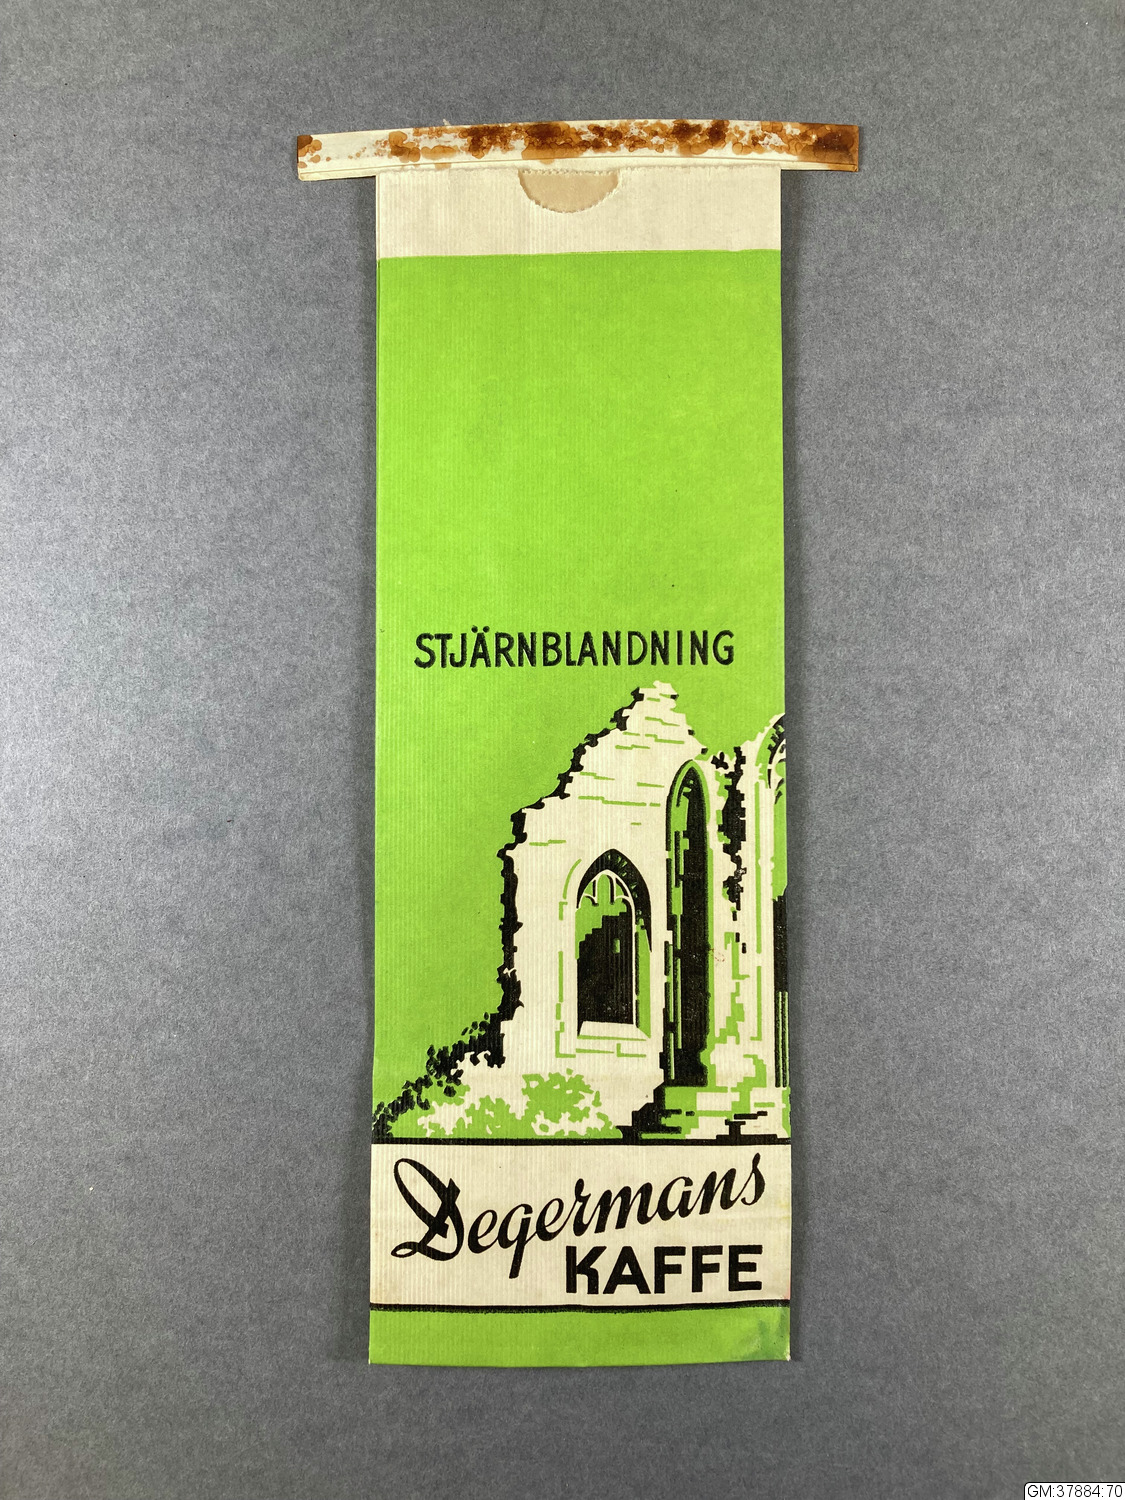 STJÄRNBLANDNING
Degermans
KAFFE
GM:37884:70